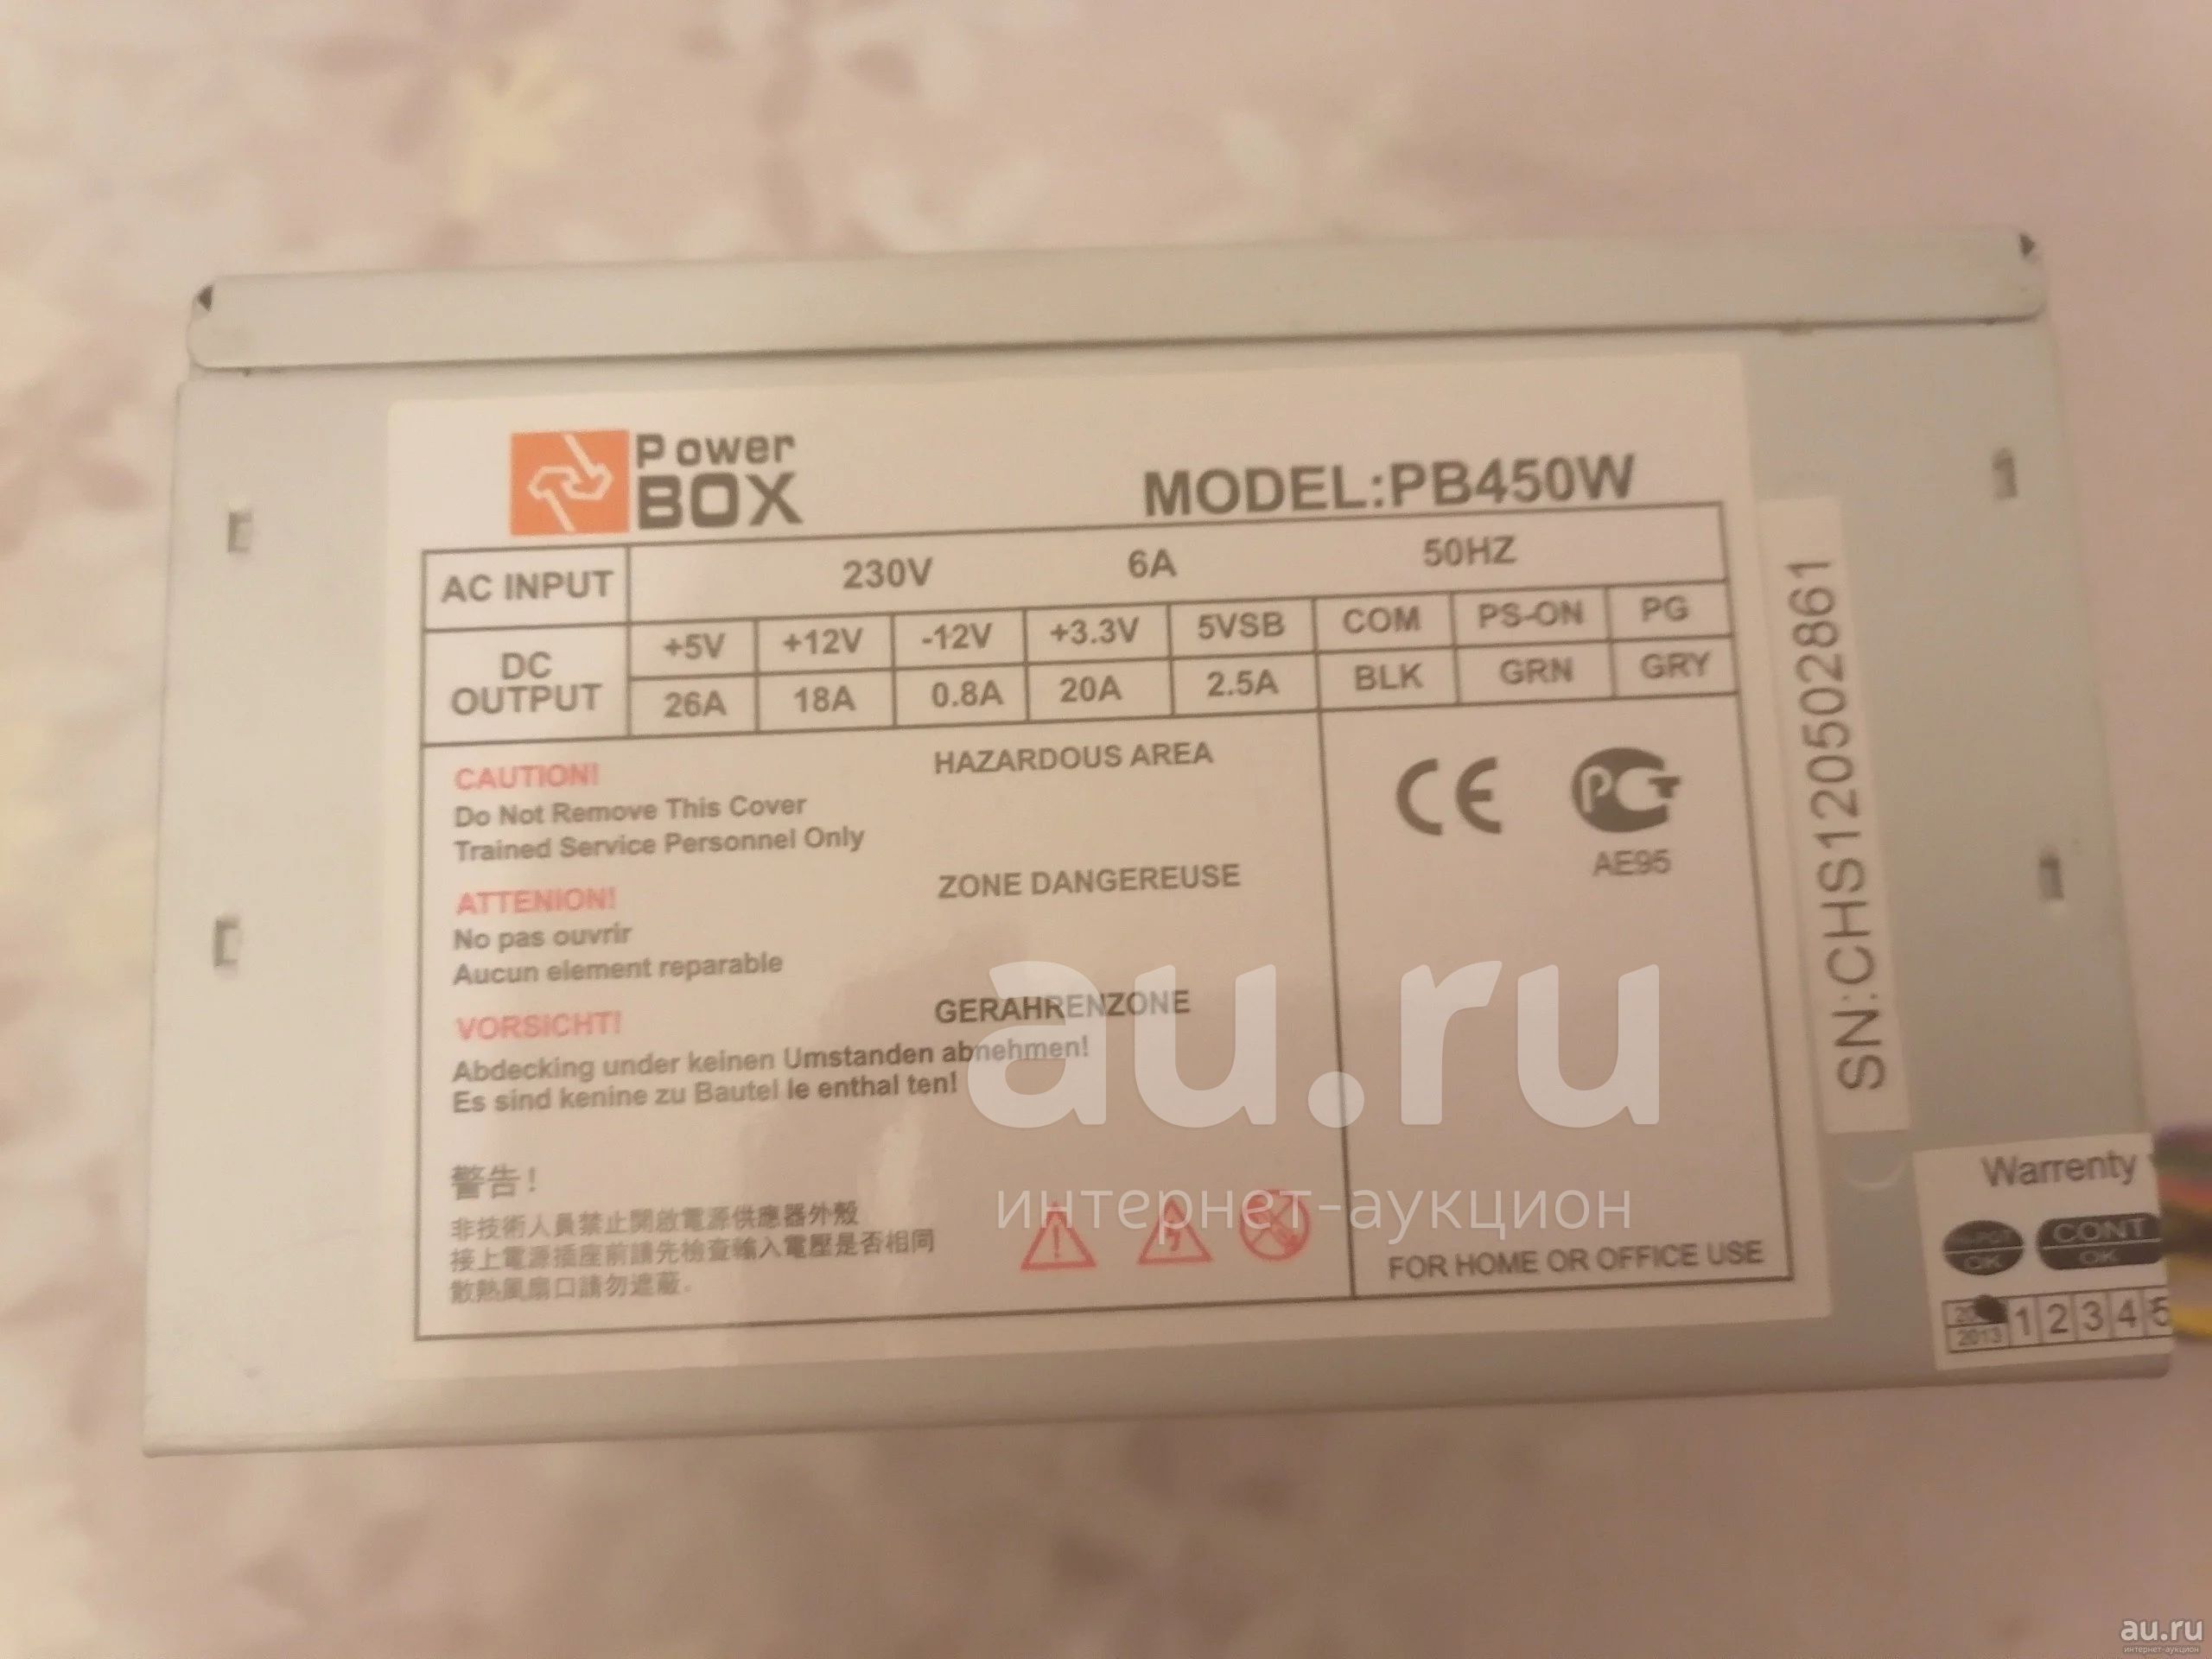 Power
BOX
MODEL:PB450W
AC INPUT 230V 6A 50HZ
DC OUTPUT +5V +12V -12V +3.3V 5VSB COM PS-ON PG
26A 18A 0.8A 20A 2.5A BLK GRN GRY
CAUTION! HAZARDOUS AREA
Do Not Remove This Cover
Trained Service Personnel Only
ATTENION! ZONE DANGEREUSE
No pas ouvrir
Aucun element reparable
VORSICHT! GERAHRENZONE
Abdecking under keinen Umstanden abnehmen!
Es sind kenine zu Bautel le enthal ten!
警告!
非技術人員禁止開啟電源供應器外殼
接上電源插座前請先檢查輸入電壓是否相同
散熱風扇口請勿遮蔽.
CE
РСТ
AE95
FOR HOME OR OFFICE USE
SN:CHS120502861
Warrenty
OK
CONT
OK
2013 1 2 3 4 5
au.ru
интернет-аукцион
au.ru
интернет-аукцион